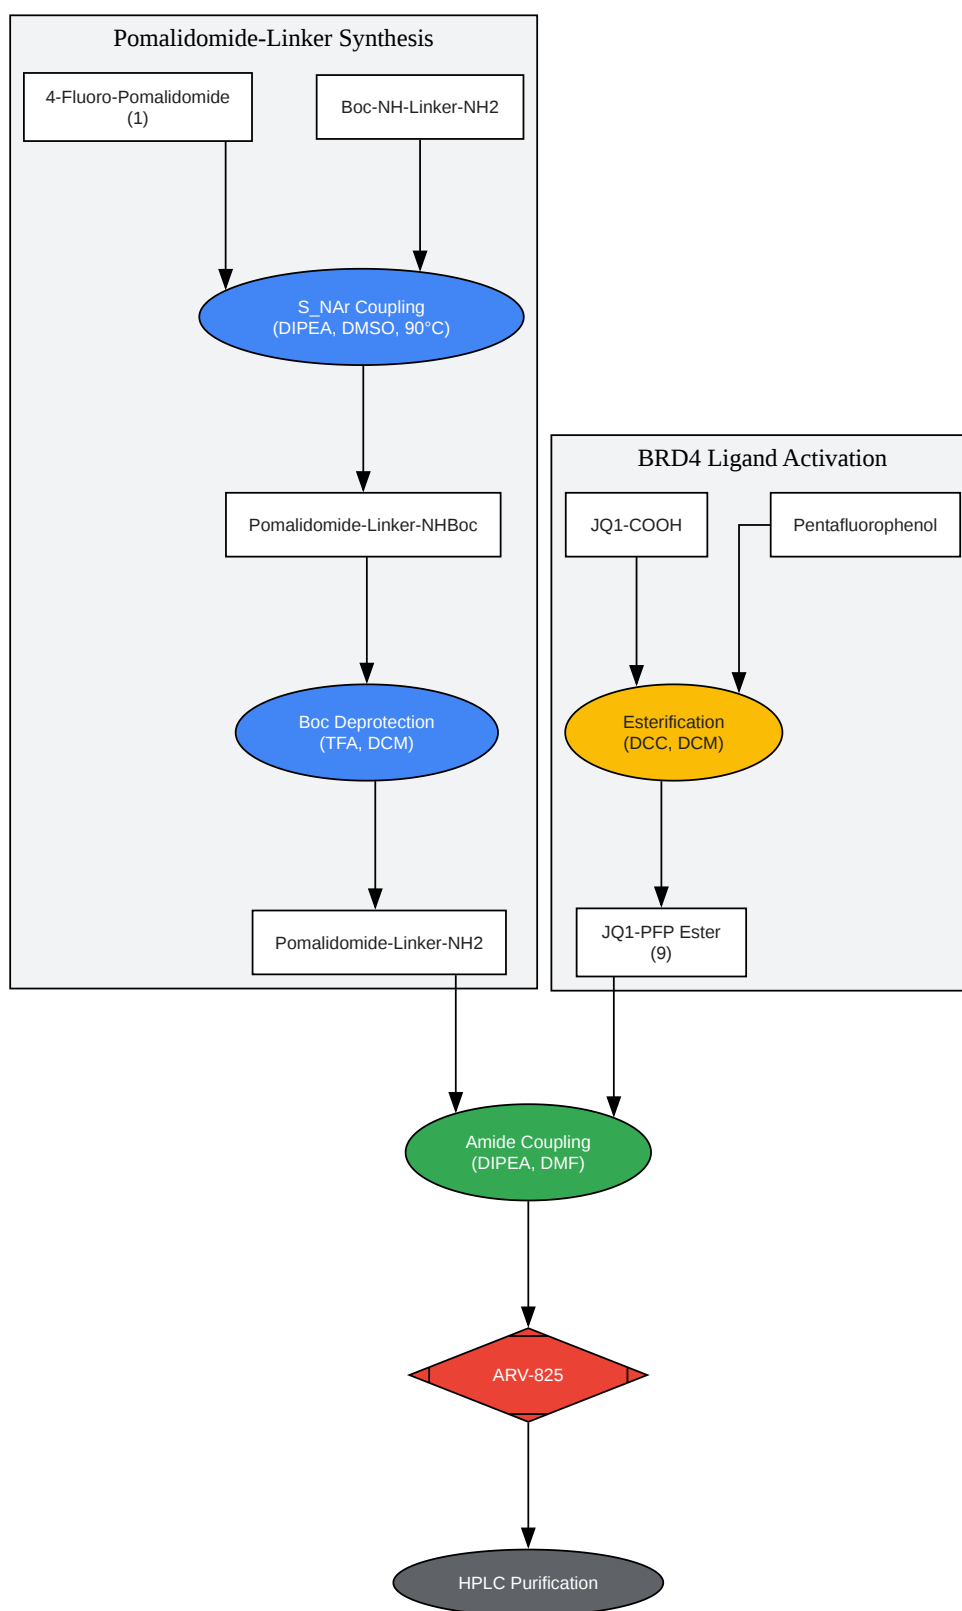 Pomalidomide-Linker Synthesis
4-Fluoro-Pomalidomide
(1)
Boc-NH-Linker-NH2
S_NAr Coupling
(DIPEA, DMSO, 90°C)
Pomalidomide-Linker-NHBoc
Boc Deprotection
(TFA, DCM)
Pomalidomide-Linker-NH2
BRD4 Ligand Activation
JQ1-COOH
Pentafluorophenol
Esterification
(DCC, DCM)
JQ1-PFP Ester
(9)
Amide Coupling
(DIPEA, DMF)
ARV-825
HPLC Purification